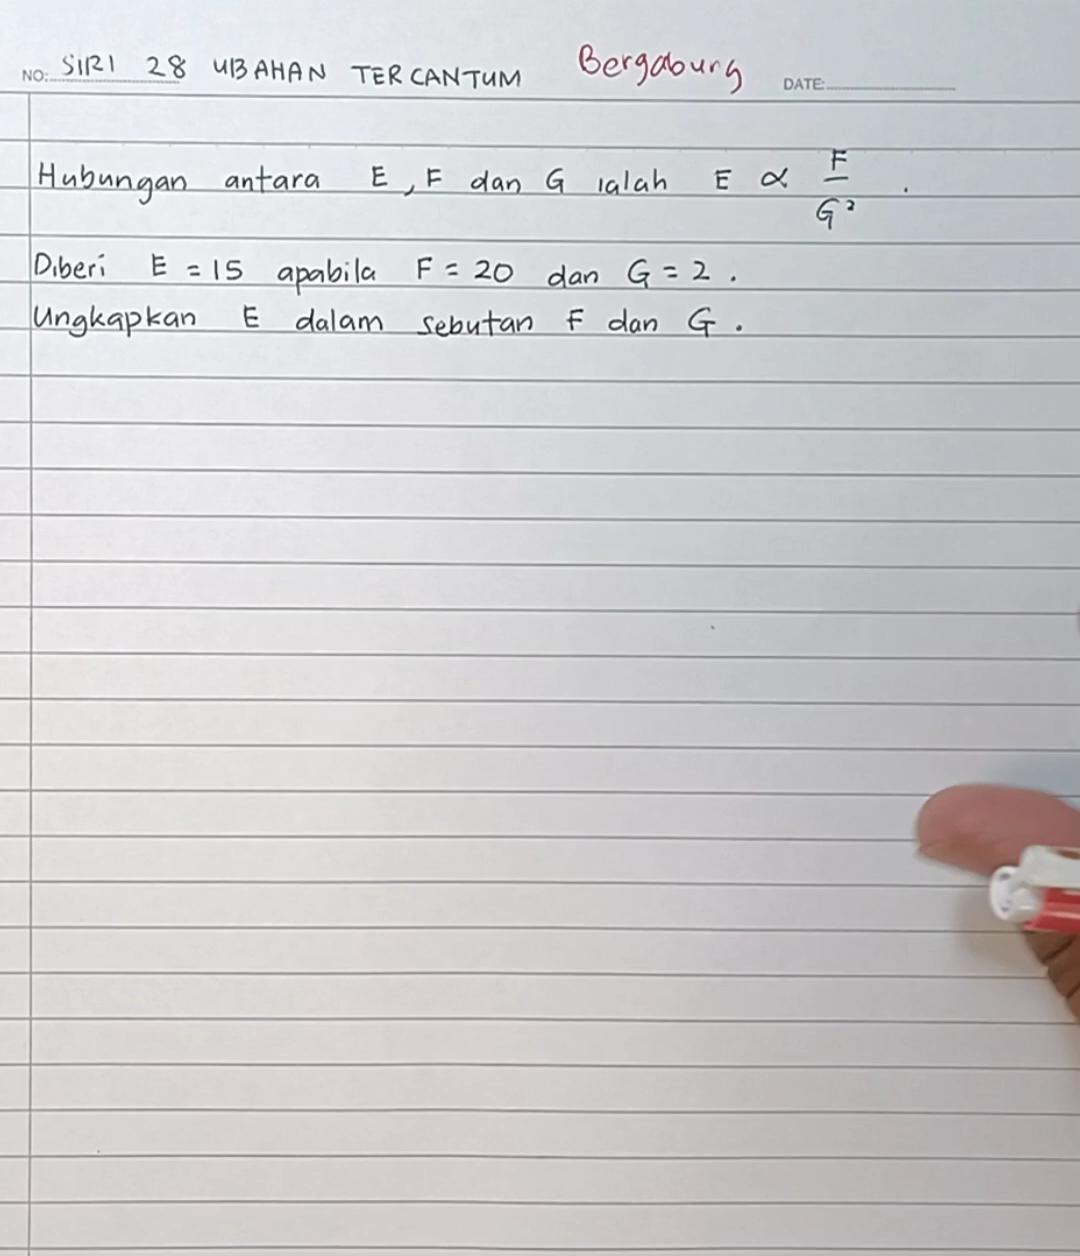 NO: SIRI 28 UBAHAN TERCANTUM Bergabung DATE:
Hubungan antara E, F dan G ialah E ∝ F/G² .
Diberi E = 15 apabila F = 20 dan G = 2 .
Ungkapkan E dalam sebutan F dan G .